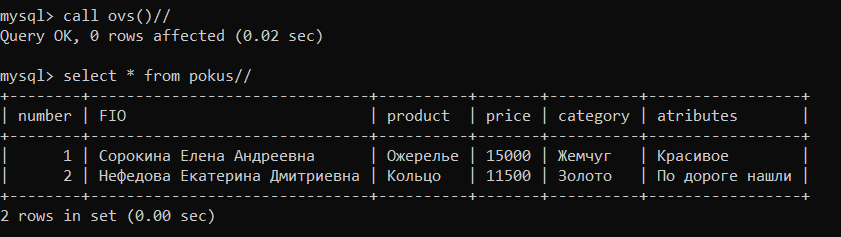 mysql> call ovs()//
Query OK, 0 rows affected (0.02 sec)
mysql> select * from pokus//
+--------+------------------------------+----------+-------+----------+-----------------+
| number | FIO                          | product  | price | category | atributes       |
+--------+------------------------------+----------+-------+----------+-----------------+
|      1 | Сорокина Елена Андреевна     | Ожерелье | 15000 | Жемчуг   | Красивое        |
|      2 | Нефедова Екатерина Дмитриевна | Кольцо   | 11500 | Золото   | По дороге нашли |
+--------+------------------------------+----------+-------+----------+-----------------+
2 rows in set (0.00 sec)